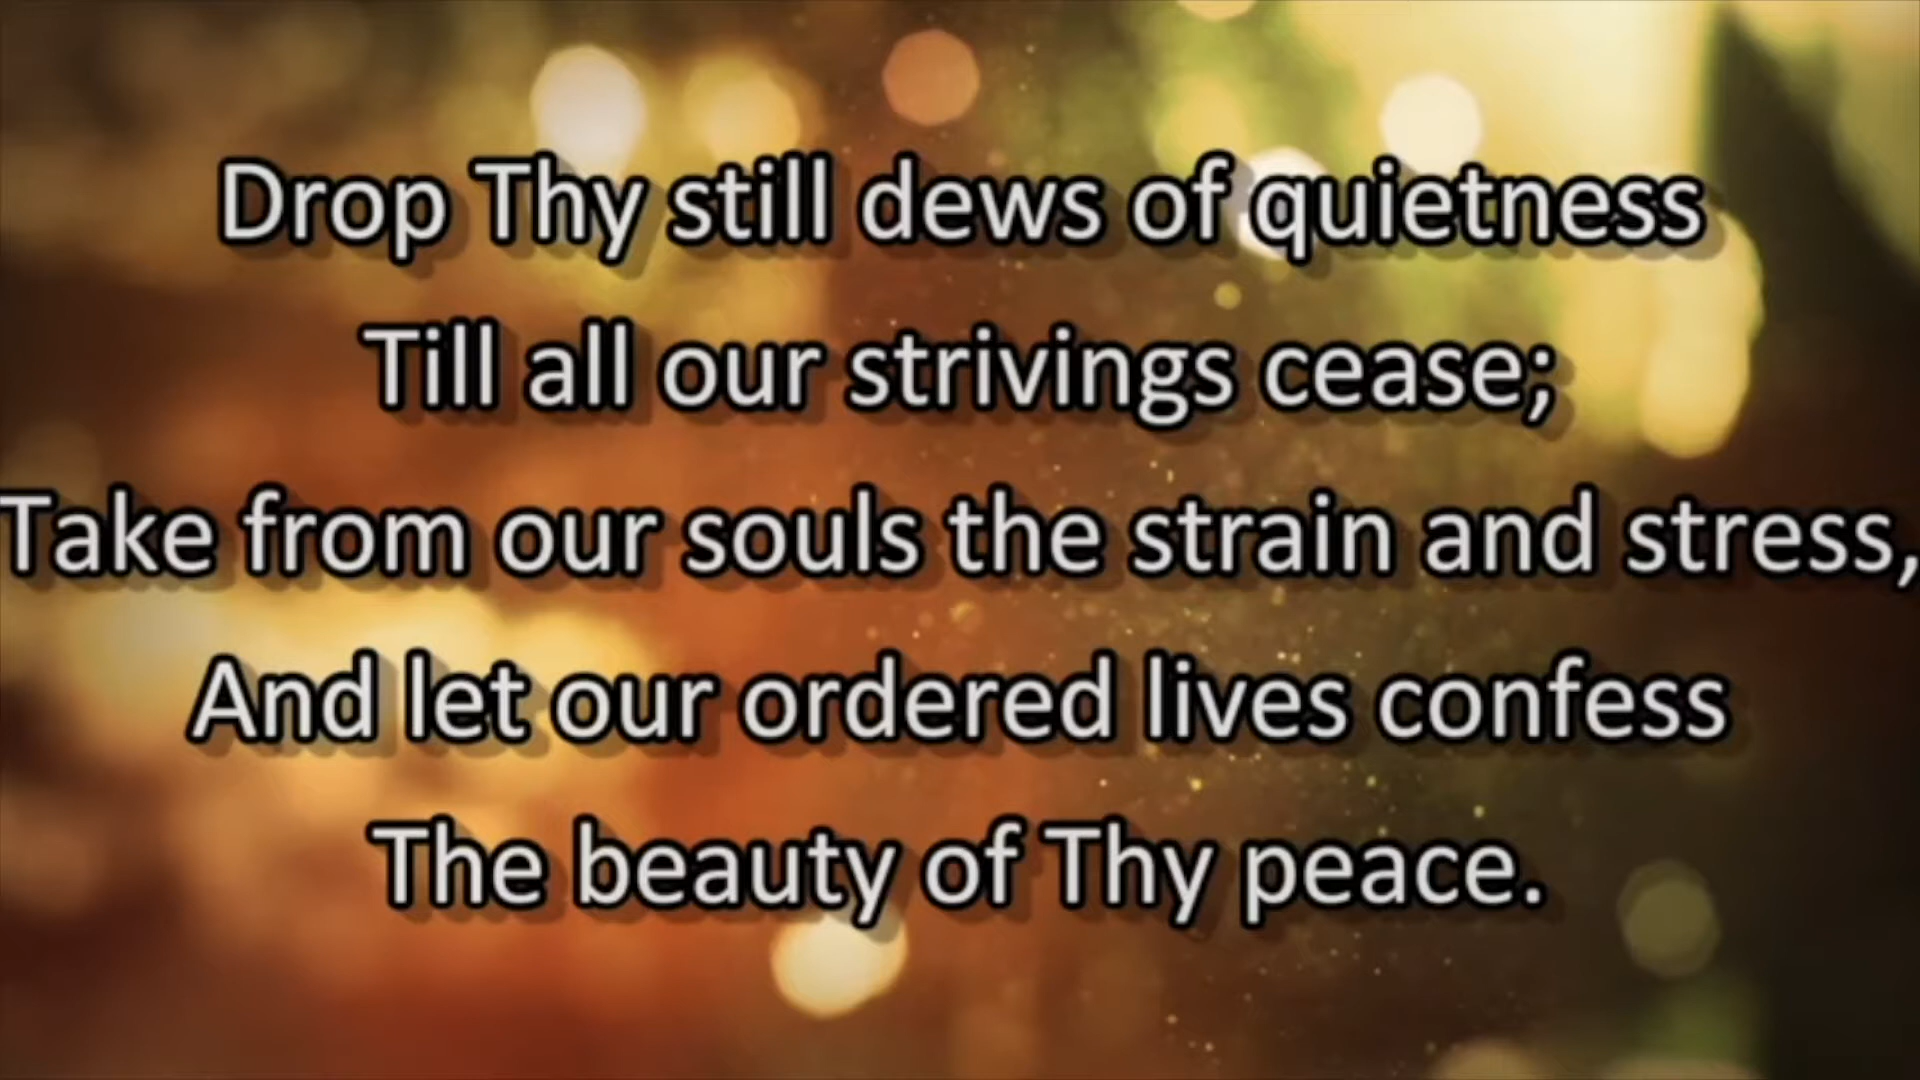 Drop Thy still dews of quietness
Till all our strivings cease;
Take from our souls the strain and stress,
And let our ordered lives confess
The beauty of Thy peace.